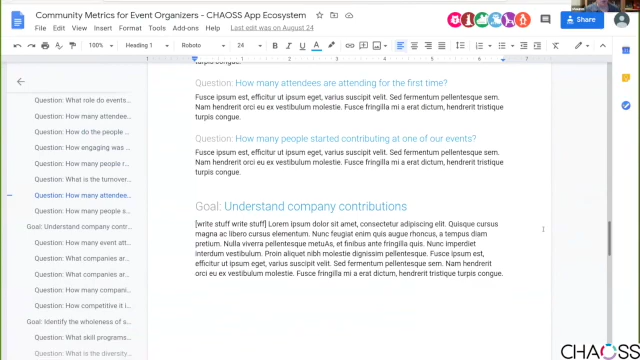 Community Metrics for Event Organizers - CHAOSS App Ecosystem
File Edit View Insert Format Tools Add-ons Help Last edit was on August 24
Share
100% Heading 1 Roboto 24
B I U A
turpis congue.
Question: How many attendees are attending for the first time?
Fusce ipsum est, efficitur ut ipsum eget, varius suscipit velit. Sed fermentum pellentesque sem.
Nam hendrerit orci eu ex volutpat molestie. Fusce fringilla mi a erat dictum, hendrerit tristique
turpis congue.
Question: How many people started contributing at one of our events?
Fusce ipsum est, efficitur ut ipsum eget, varius suscipit velit. Sed fermentum pellentesque sem.
Nam hendrerit orci eu ex volutpat molestie. Fusce fringilla mi a erat dictum, hendrerit tristique
turpis congue.
Goal: Understand company contributions
[write stuff write stuff] Lorem ipsum dolor sit amet, consectetur adipiscing elit. Quisque cursus
magna ac libero cursus elementum. Nunc feugiat enim quis augue rhoncus, a tempus diam
pretium. Nulla viverra pellentesque metuAs, et finibus ante fringilla quis. Nunc imperdiet
interdum vestibulum. Proin aliquet nibh molestie dignissim pellentesque. Fusce ipsum est,
efficitur ut ipsum eget, varius suscipit velit. Sed fermentum pellentesque sem. Nam hendrerit
orci eu ex volutpat molestie. Fusce fringilla mi a erat dictum, hendrerit tristique turpis congue.
Question: What role do events...
Question: How many attendee...
Question: How do the people ...
Question: How engaging was ...
Question: How many people r...
Question: What is the turnover...
Question: How many attendee...
Question: How many people s...
Goal: Understand company contr...
Question: How many event att...
Question: What companies ar...
Question: What companies ar...
Question: How many compani...
Question: How competitive it i...
Goal: Identify the wholeness of s...
Question: What skill programs...
Question: What is the diversity...
CHAOSS